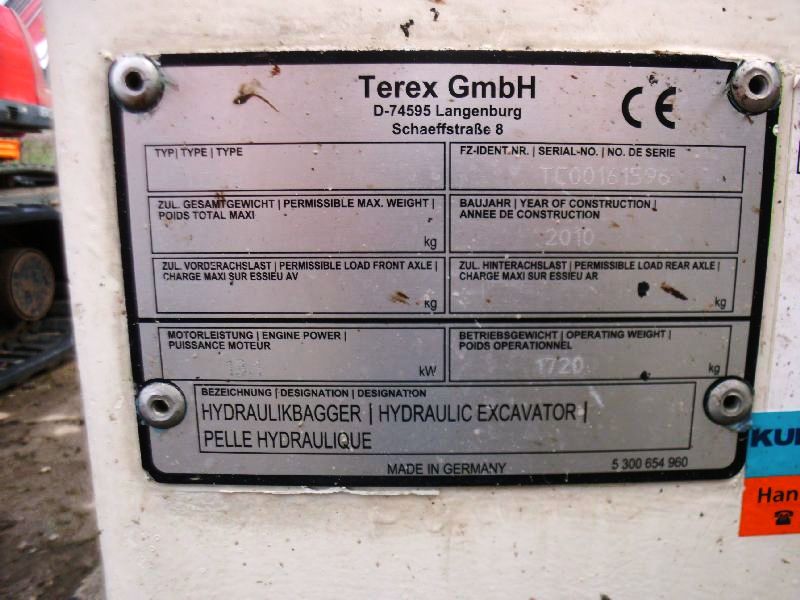 Terex GmbH
D-74595 Langenburg
Schaeffstraße 8
CE
TYP| TYPE | TYPE
FZ-IDENT.NR. | SERIAL-NO. | NO. DE SERIE
TC00161596
ZUL. GESAMTGEWICHT | PERMISSIBLE MAX. WEIGHT |
POIDS TOTAL MAXI
kg
BAUJAHR | YEAR OF CONSTRUCTION |
ANNEE DE CONSTRUCTION
2010
ZUL. VORDERACHSLAST | PERMISSIBLE LOAD FRONT AXLE |
CHARGE MAXI SUR ESSIEU AV
kg
ZUL. HINTERACHSLAST | PERMISSIBLE LOAD REAR AXLE |
CHARGE MAXI SUR ESSIEU AR
kg
MOTORLEISTUNG | ENGINE POWER |
PUISSANCE MOTEUR
kW
BETRIEBSGEWICHT | OPERATING WEIGHT |
POIDS OPERATIONNEL
1720 kg
BEZEICHNUNG | DESIGNATION | DESIGNATION
HYDRAULIKBAGGER | HYDRAULIC EXCAVATOR |
PELLE HYDRAULIQUE
MADE IN GERMANY
5 300 654 960
Han